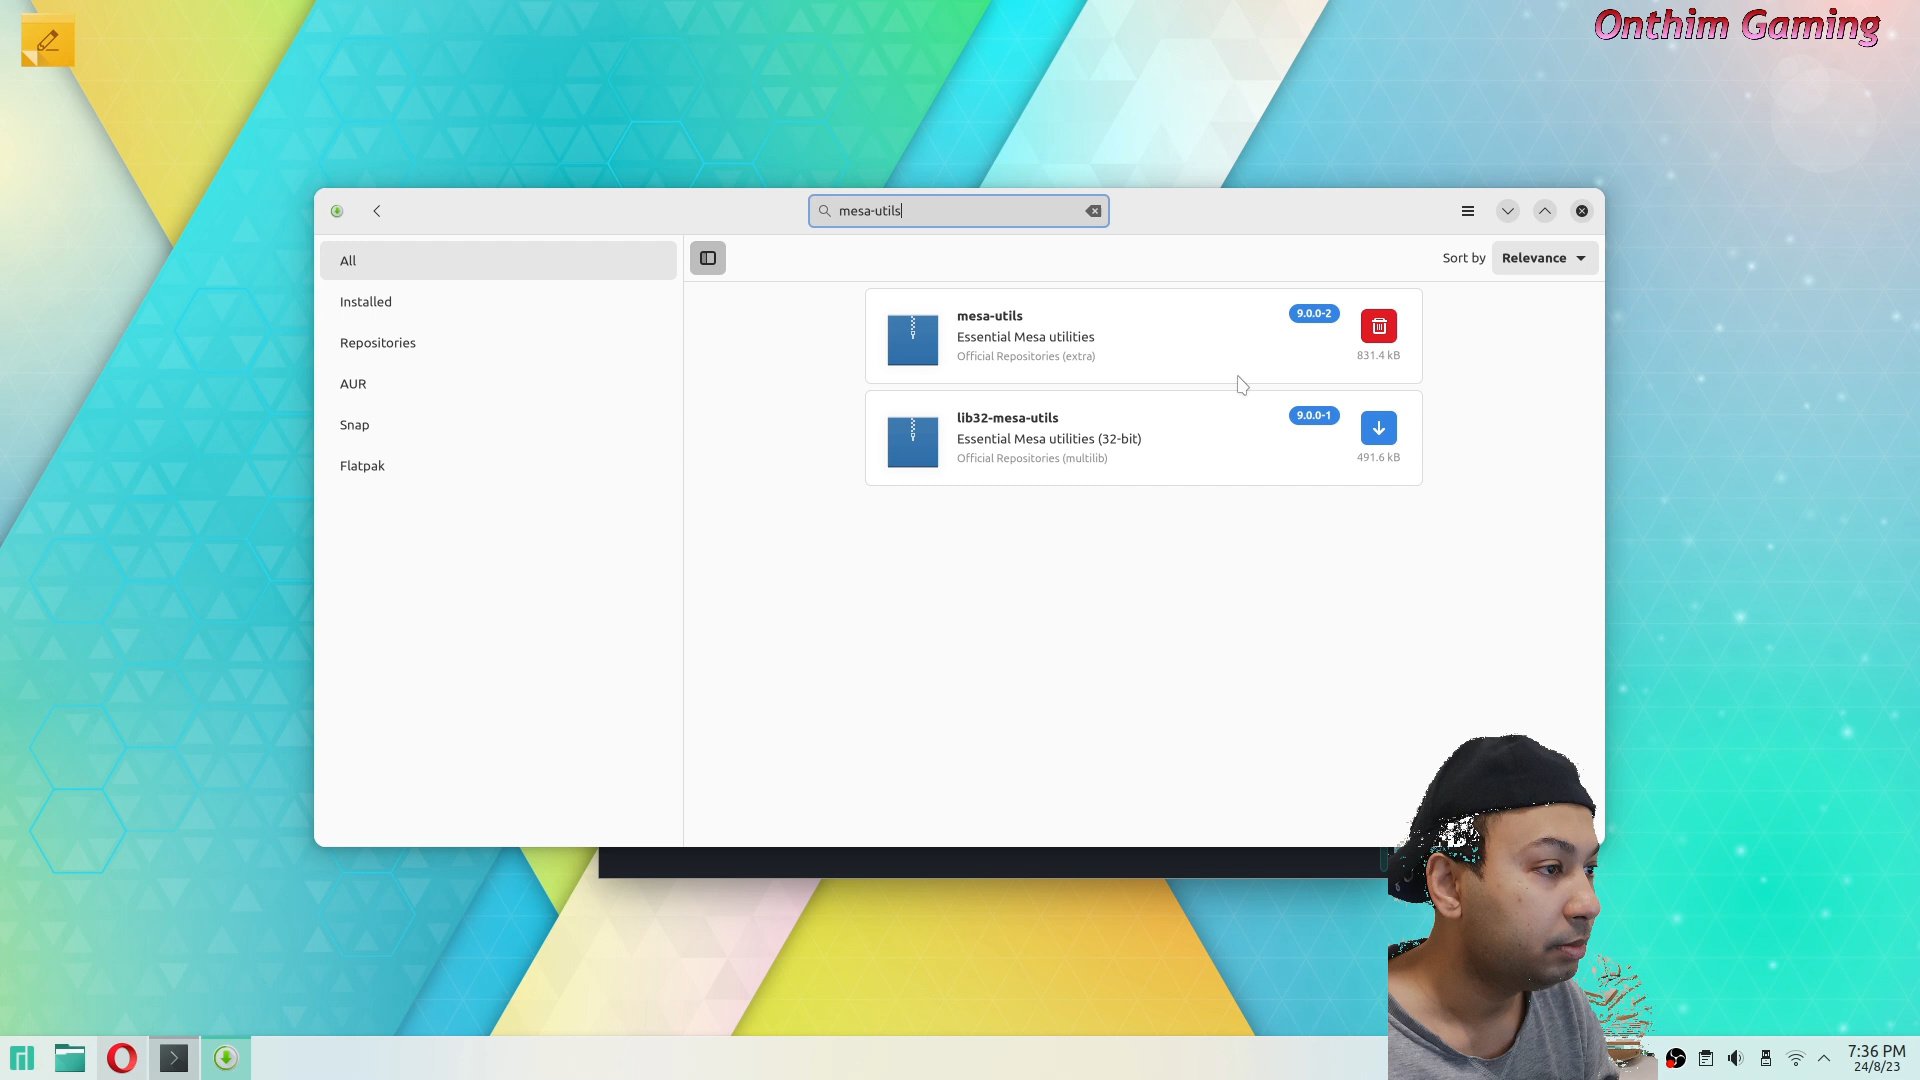 Onthim Gaming
mesa-utils
All
Installed
Repositories
AUR
Snap
Flatpak
Sort by Relevance
mesa-utils
Essential Mesa utilities
Official Repositories (extra)
9.0.0-2
831.4 kB
lib32-mesa-utils
Essential Mesa utilities (32-bit)
Official Repositories (multilib)
9.0.0-1
491.6 kB
7:36 PM
24/8/23